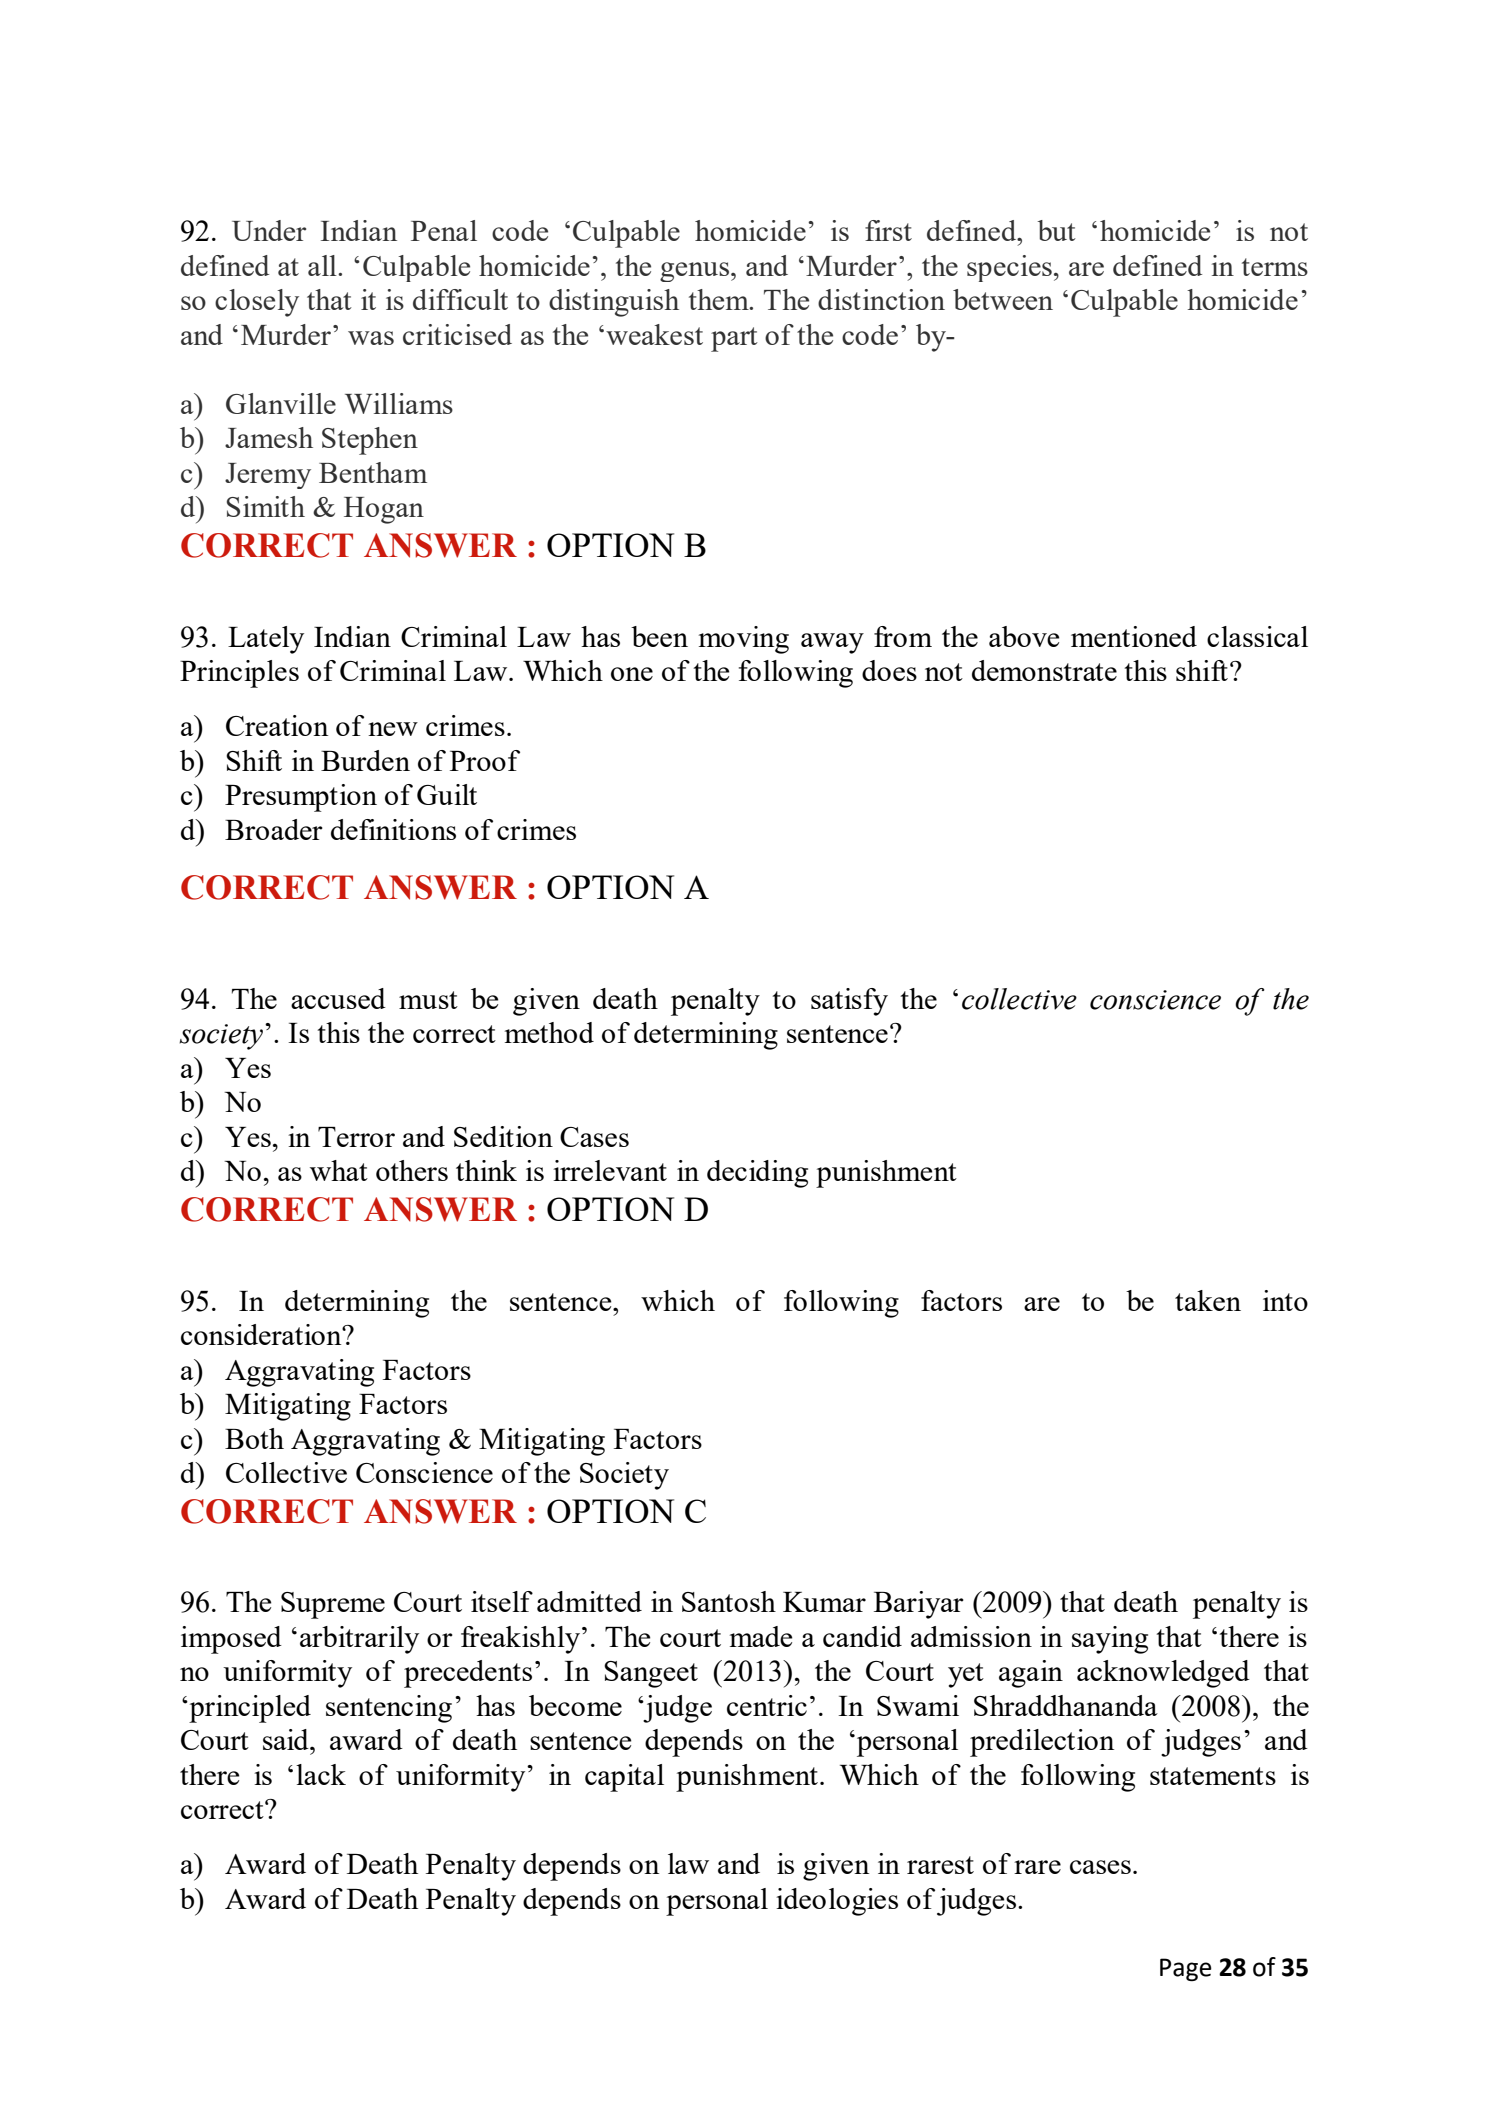 92. Under Indian Penal code ‘Culpable homicide’ is first defined, but ‘homicide’ is not
defined at all. ‘Culpable homicide’, the genus, and ‘Murder’, the species, are defined in terms
so closely that it is difficult to distinguish them. The distinction between ‘Culpable homicide’
and ‘Murder’ was criticised as the ‘weakest part of the code’ by-
a) Glanville Williams
b) Jamesh Stephen
c) Jeremy Bentham
d) Simith & Hogan
CORRECT ANSWER : OPTION B
93. Lately Indian Criminal Law has been moving away from the above mentioned classical
Principles of Criminal Law. Which one of the following does not demonstrate this shift?
a) Creation of new crimes.
b) Shift in Burden of Proof
c) Presumption of Guilt
d) Broader definitions of crimes
CORRECT ANSWER : OPTION A
94. The accused must be given death penalty to satisfy the ‘collective conscience of the
society’. Is this the correct method of determining sentence?
a) Yes
b) No
c) Yes, in Terror and Sedition Cases
d) No, as what others think is irrelevant in deciding punishment
CORRECT ANSWER : OPTION D
95. In determining the sentence, which of following factors are to be taken into
consideration?
a) Aggravating Factors
b) Mitigating Factors
c) Both Aggravating & Mitigating Factors
d) Collective Conscience of the Society
CORRECT ANSWER : OPTION C
96. The Supreme Court itself admitted in Santosh Kumar Bariyar (2009) that death penalty is
imposed ‘arbitrarily or freakishly’. The court made a candid admission in saying that ‘there is
no uniformity of precedents’. In Sangeet (2013), the Court yet again acknowledged that
‘principled sentencing’ has become ‘judge centric’. In Swami Shraddhananda (2008), the
Court said, award of death sentence depends on the ‘personal predilection of judges’ and
there is ‘lack of uniformity’ in capital punishment. Which of the following statements is
correct?
a) Award of Death Penalty depends on law and is given in rarest of rare cases.
b) Award of Death Penalty depends on personal ideologies of judges.
Page 28 of 35